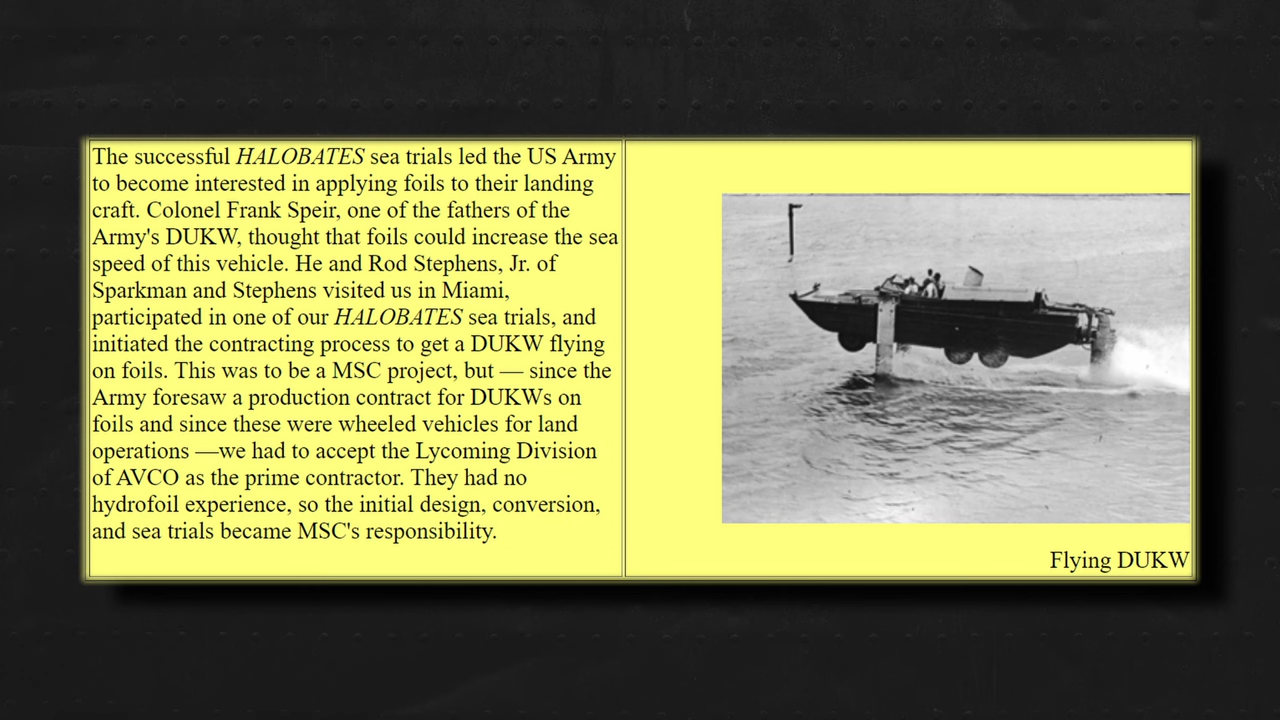 The successful HALOBATES sea trials led the US Army
to become interested in applying foils to their landing
craft. Colonel Frank Speir, one of the fathers of the
Army's DUKW, thought that foils could increase the sea
speed of this vehicle. He and Rod Stephens, Jr. of
Sparkman and Stephens visited us in Miami,
participated in one of our HALOBATES sea trials, and
initiated the contracting process to get a DUKW flying
on foils. This was to be a MSC project, but — since the
Army foresaw a production contract for DUKWs on
foils and since these were wheeled vehicles for land
operations —we had to accept the Lycoming Division
of AVCO as the prime contractor. They had no
hydrofoil experience, so the initial design, conversion,
and sea trials became MSC's responsibility.
Flying DUKW